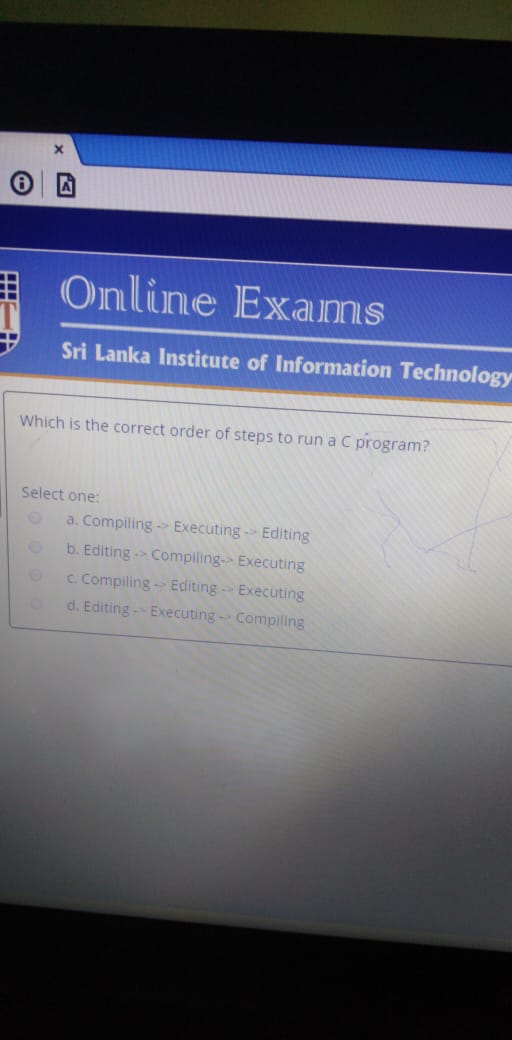 ×
T
Online Exams
Sri Lanka Institute of Information Technology
Which is the correct order of steps to run a C program?
Select one:
a. Compiling -> Executing -> Editing
b. Editing -> Compiling-> Executing
c. Compiling -> Editing -> Executing
d. Editing -> Executing -> Compiling